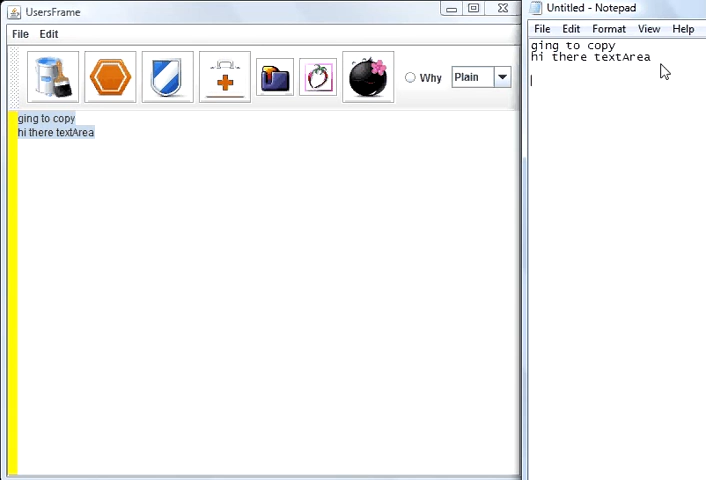 UsersFrame
File Edit
Why Plain
ging to copy
hi there textArea
Untitled - Notepad
File Edit Format View Help
ging to copy
hi there textArea